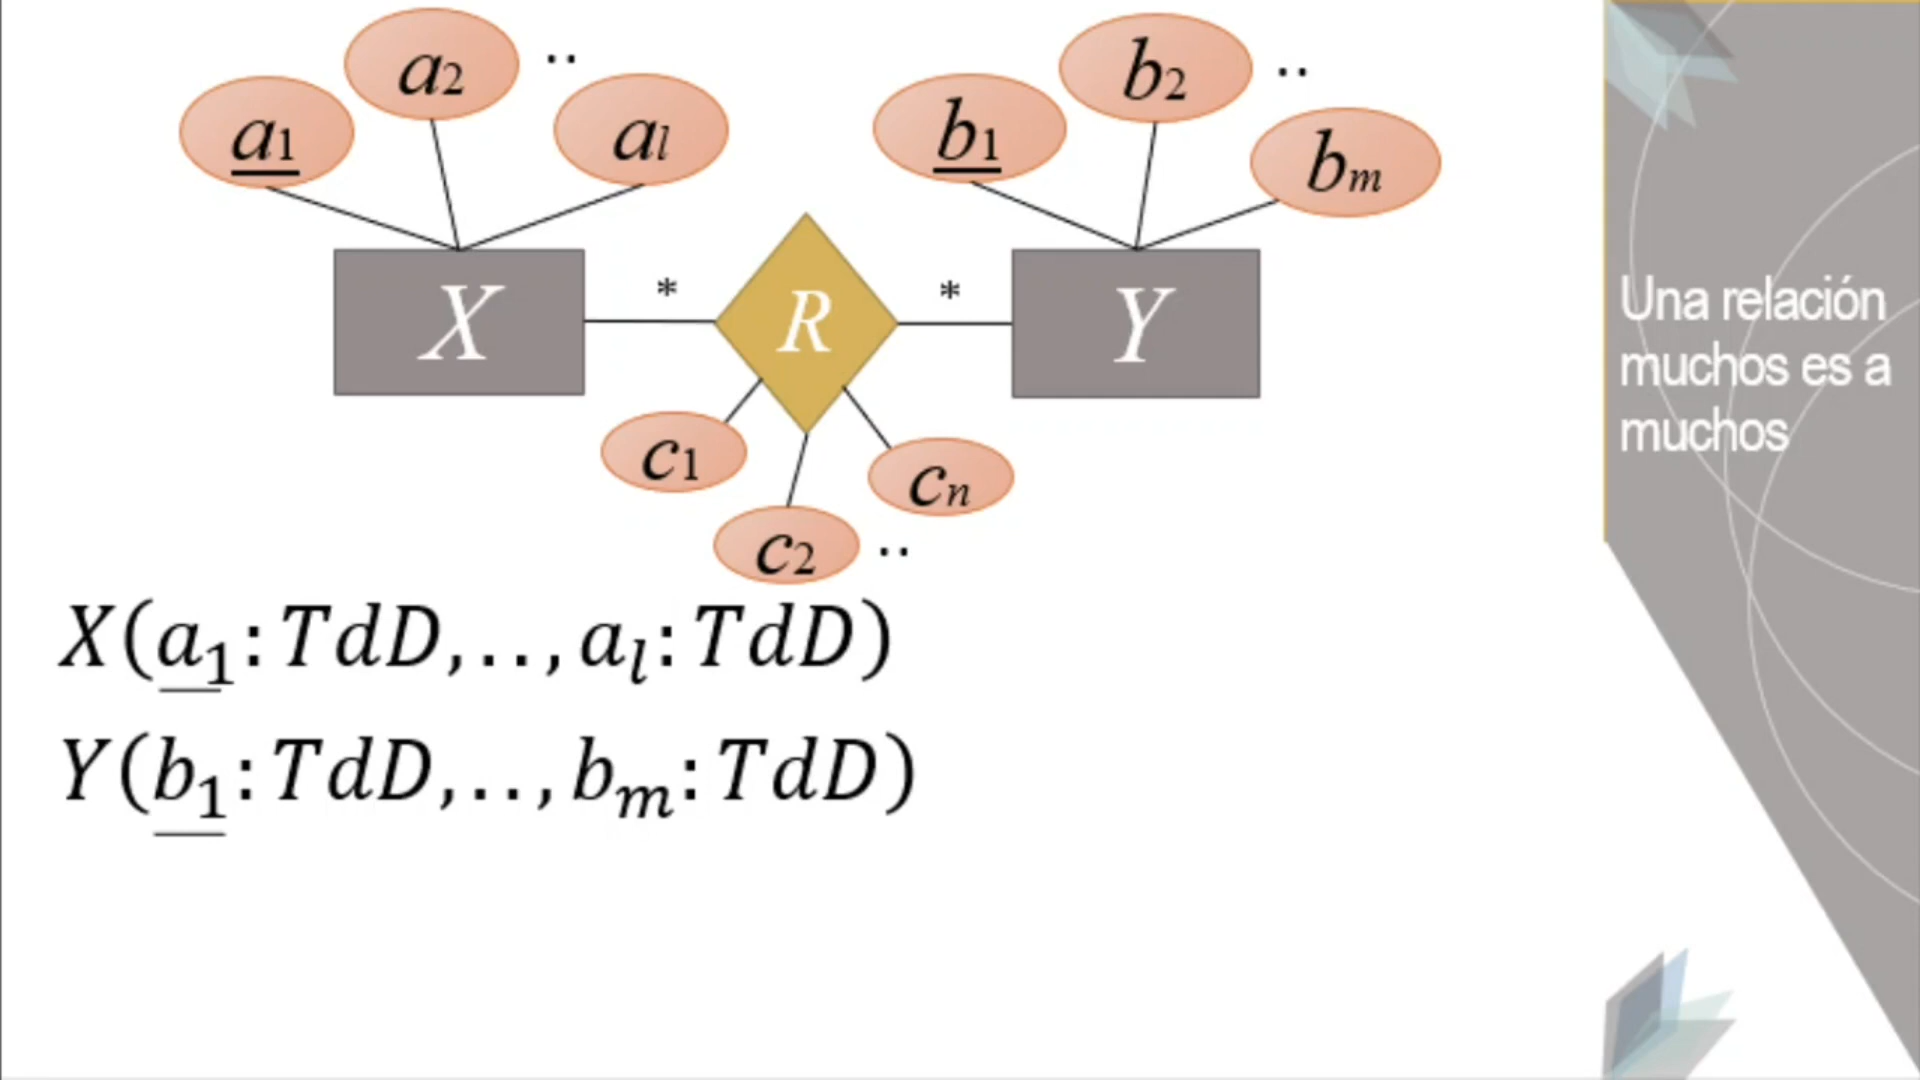 a1
a2
..
al
b1
b2
..
bm
X
*
R
*
Y
c1
c2
..
cn
X(a1:TdD,..,al:TdD)
Y(b1:TdD,..,bm:TdD)
Una relación
muchos es a
muchos